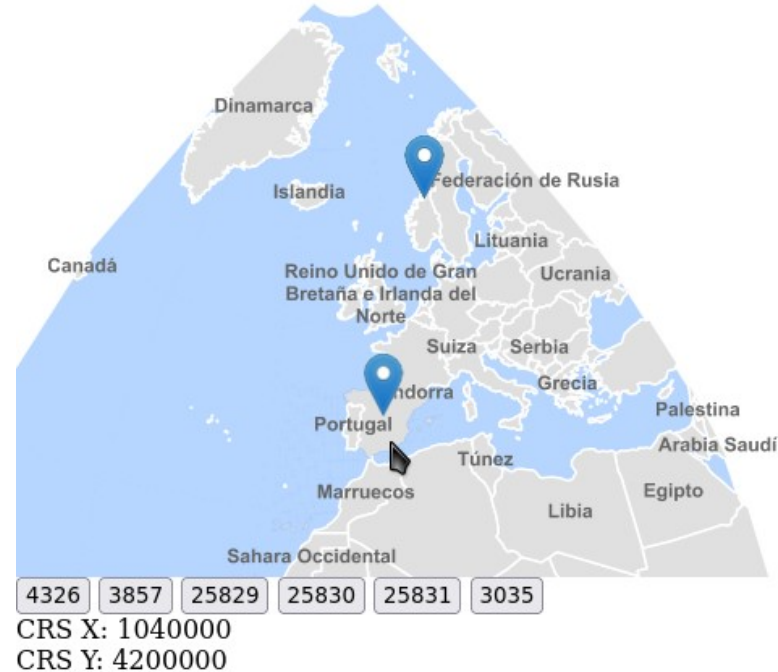 Dinamarca
Federación de Rusia
Islandia
Lituania
Canadá
Reino Unido de Gran
Bretaña e Irlanda del
Norte
Ucrania
Suiza
Serbia
Grecia
ndorra
Palestina
Portugal
Arabia Saudí
Túnez
Marruecos
Egipto
Libia
Sahara Occidental
4326
3857
25829
25830
25831
3035
CRS X: 1040000
CRS Y: 4200000